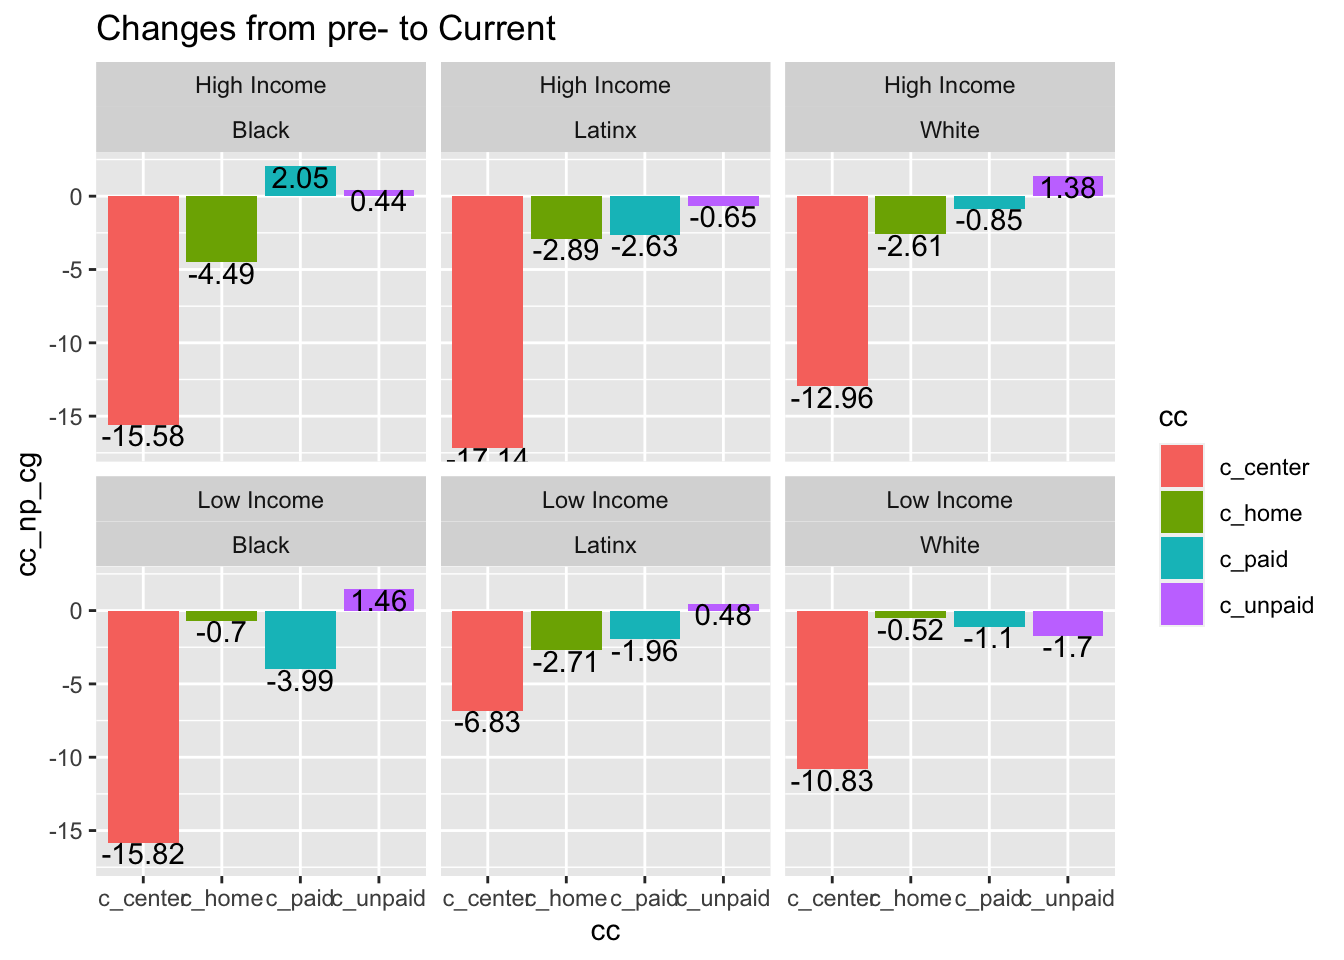 Changes from pre- to Current
High Income High Income High Income
Black Latinx White
0
-5
-10
-15
-15.58 -4.49 2.05 0.44
-17.14 -2.89 -2.63 -0.65
-12.96 -2.61 -0.85 1.38
cc_np_cg
Low Income Low Income Low Income
Black Latinx White
0
-5
-10
-15
-15.82 -0.7 -3.99 1.46
-6.83 -2.71 -1.96 0.48
-10.83 -0.52 -1.1 -1.7
c_center c_home c_paid c_unpaid c_center c_home c_paid c_unpaid c_center c_home c_paid c_unpaid
cc
cc
c_center
c_home
c_paid
c_unpaid